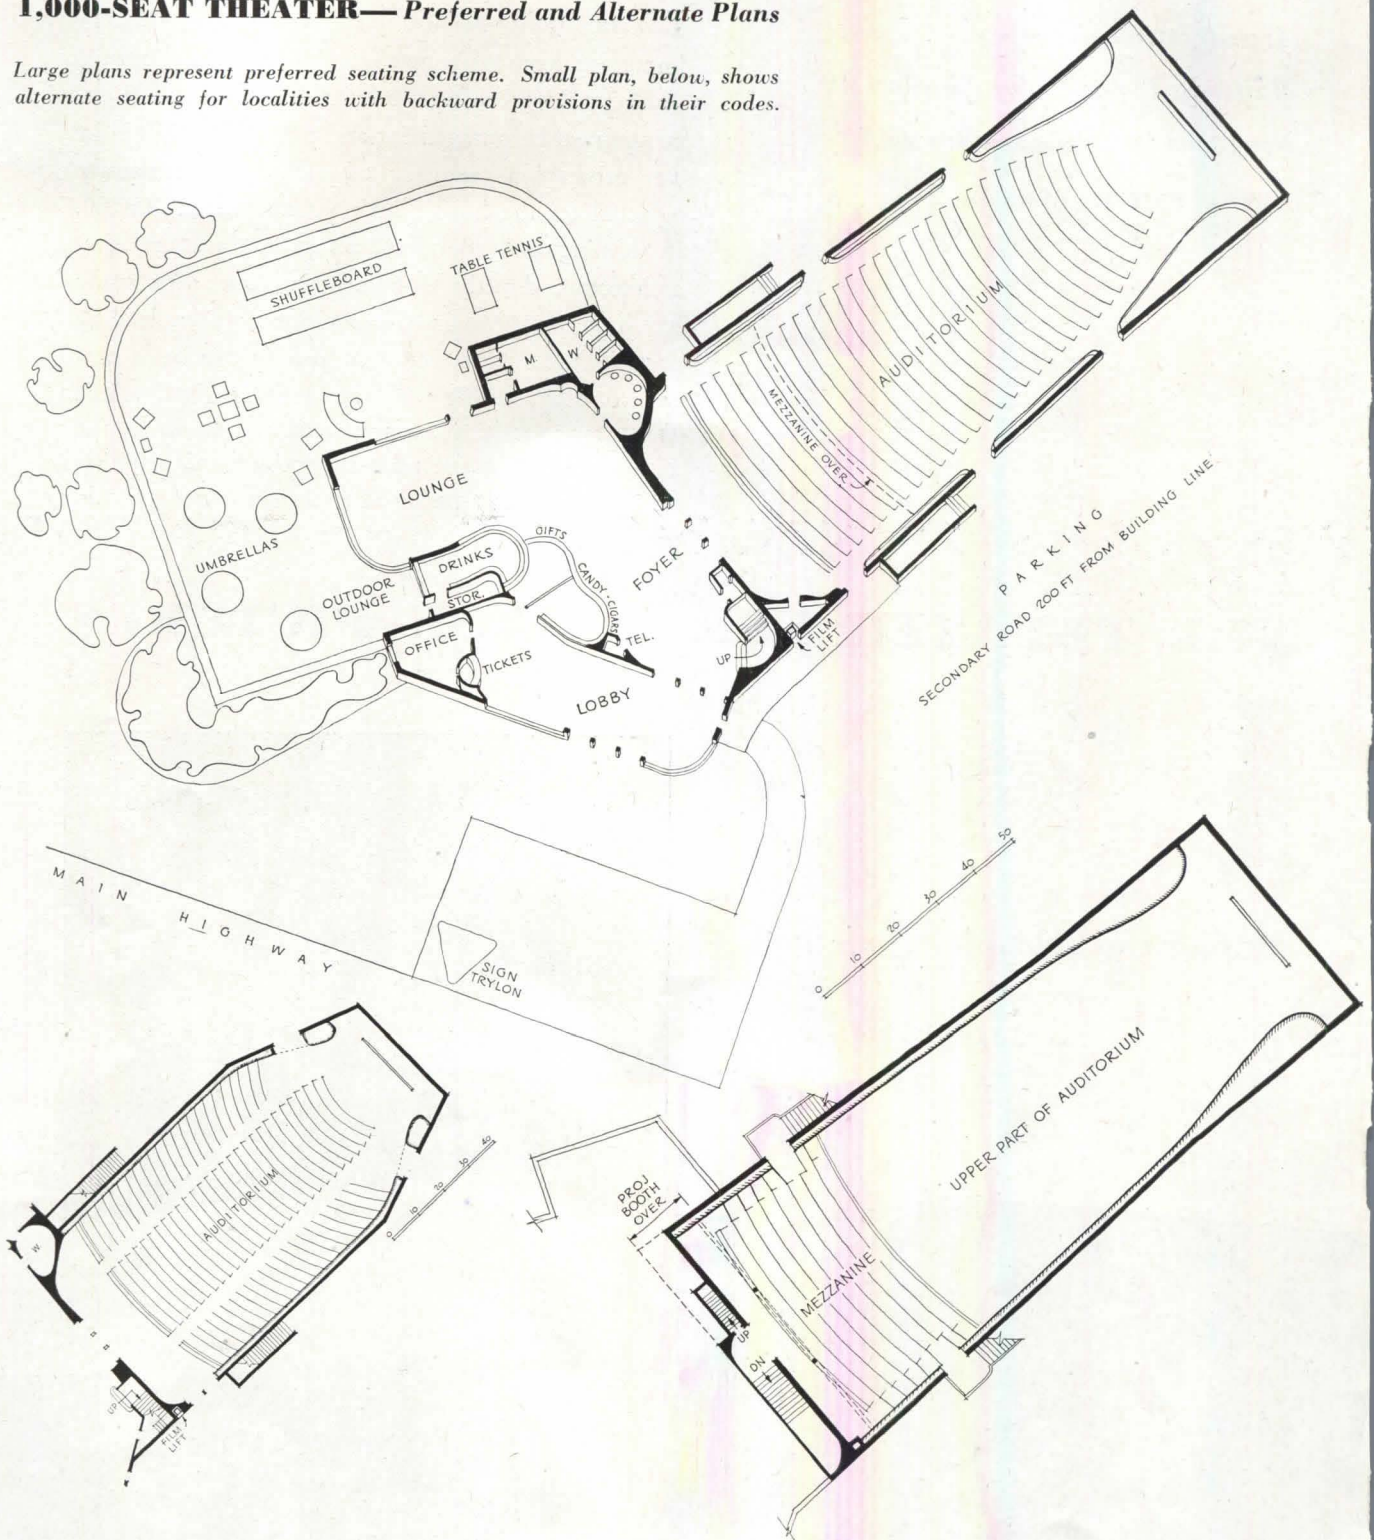 1,000-SEAT THEATER— Preferred and Alternate Plans
Large plans represent preferred seating scheme. Small plan, below, shows
alternate seating for localities with backward provisions in their codes.
SHUFFLEBOARD
TABLE TENNIS
M.
W.
AUDITORIUM
MEZZANINE OVER
LOUNGE
UMBRELLAS
OUTDOOR
LOUNGE
DRINKS
STOR.
GIFTS
CANDY - CIGARS
FOYER
TEL.
OFFICE
TICKETS
LOBBY
UP
FILM
LIFT
PARKING
SECONDARY ROAD 200 FT FROM BUILDING LINE
MAIN HIGHWAY
SIGN
TRYLON
0 10 20 30 40 50
AUDITORIUM
W
UP
FILM
LIFT
0 10 20 30 40
PROJ
BOOTH
OVER
UP
DN
MEZZANINE
UPPER PART OF AUDITORIUM